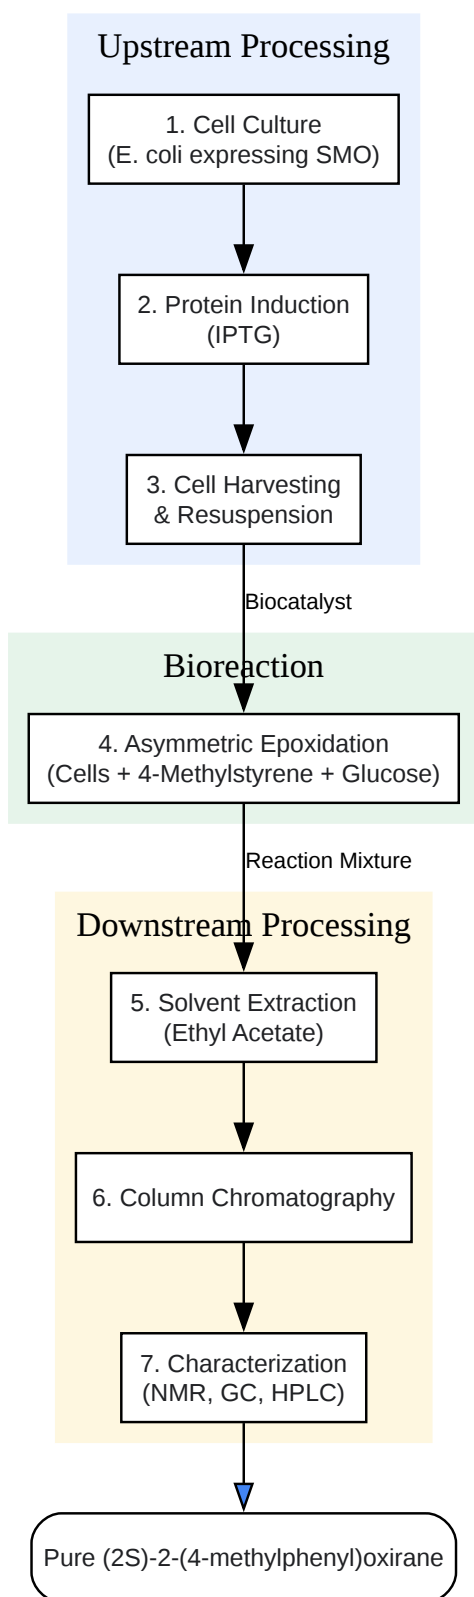 Upstream Processing
1. Cell Culture
(E. coli expressing SMO)
2. Protein Induction
(IPTG)
3. Cell Harvesting
& Resuspension
Biocatalyst
Bioreaction
4. Asymmetric Epoxidation
(Cells + 4-Methylstyrene + Glucose)
Reaction Mixture
Downstream Processing
5. Solvent Extraction
(Ethyl Acetate)
6. Column Chromatography
7. Characterization
(NMR, GC, HPLC)
Pure (2S)-2-(4-methylphenyl)oxirane